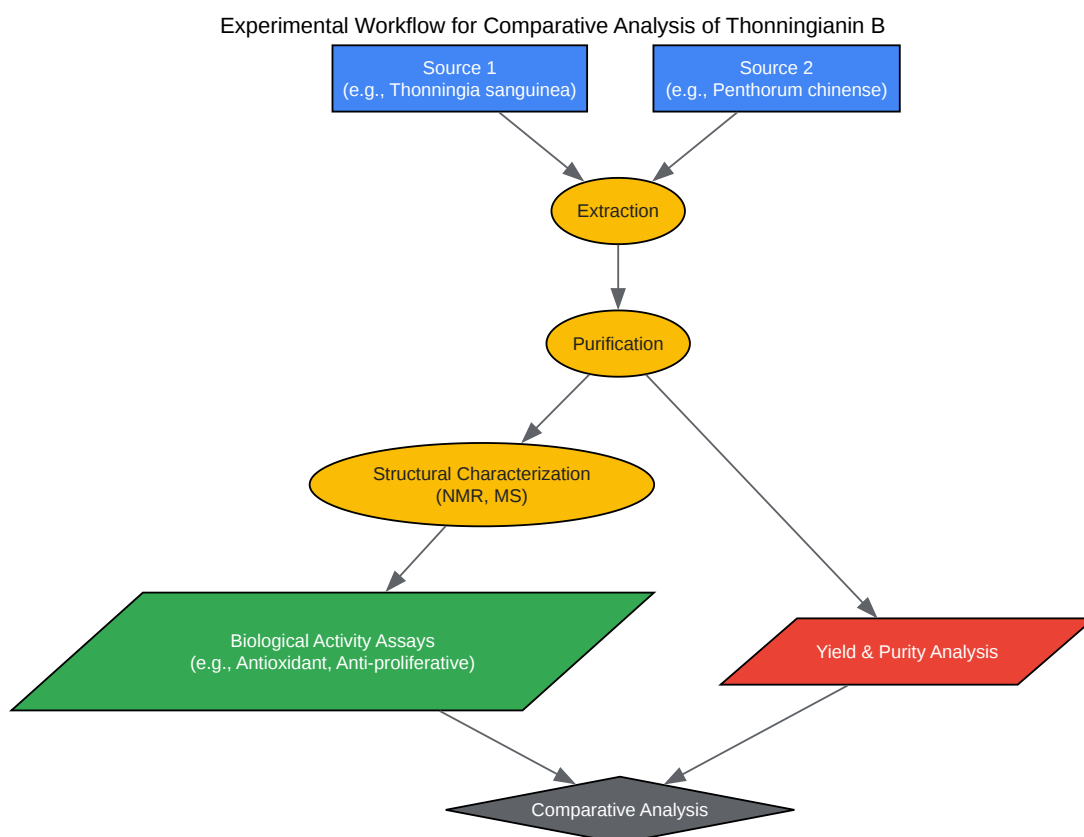 Experimental Workflow for Comparative Analysis of Thonningianin B
Source 1
(e.g., Thonningia sanguinea)
Source 2
(e.g., Penthorum chinense)
Extraction
Purification
Structural Characterization
(NMR, MS)
Biological Activity Assays
(e.g., Antioxidant, Anti-proliferative)
Yield & Purity Analysis
Comparative Analysis